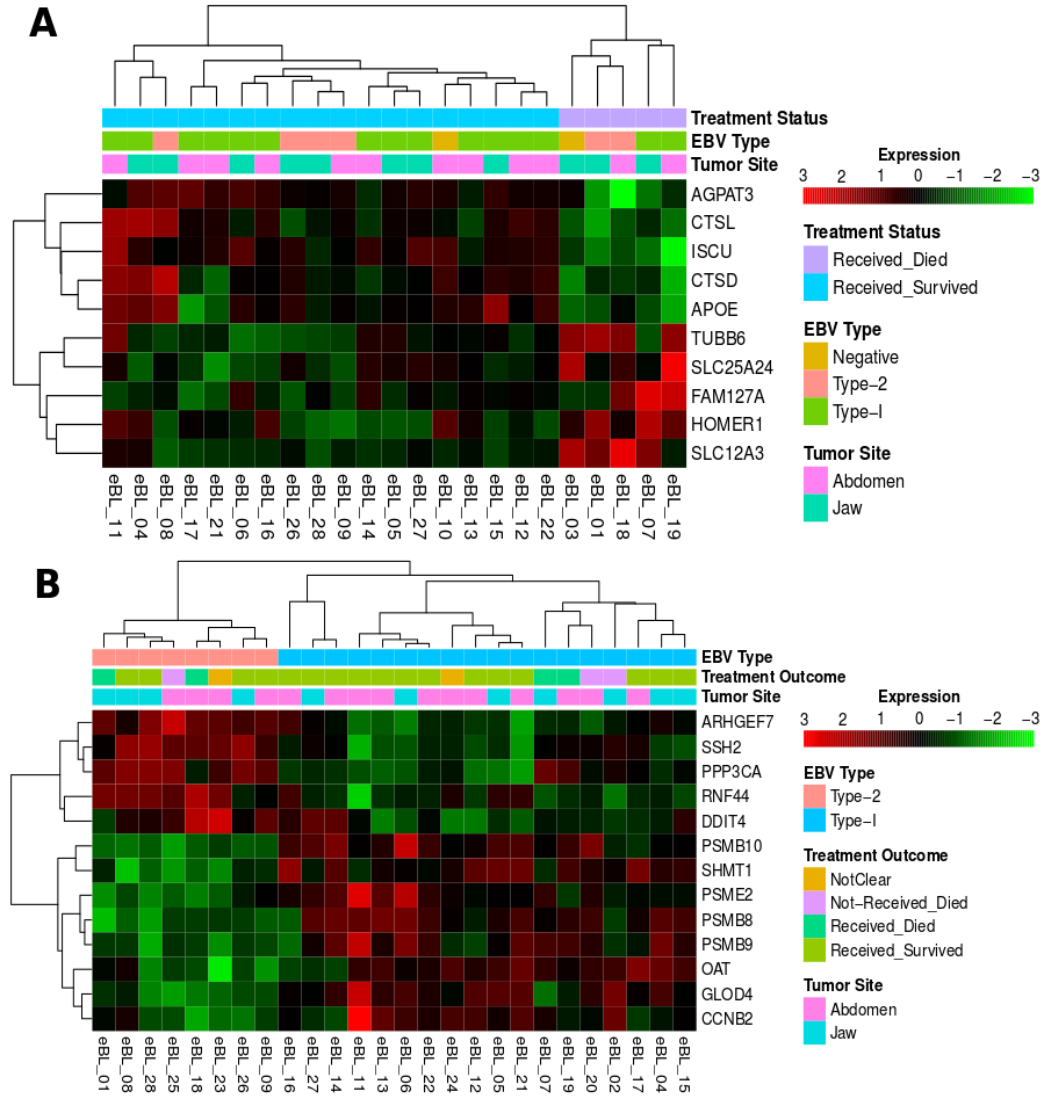 A
Treatment Status
EBV Type
Tumor Site
AGPAT3
CTSL
ISCU
CTSD
APOE
TUBB6
SLC25A24
FAM127A
HOMER1
SLC12A3
eBL_11 eBL_04 eBL_08 eBL_17 eBL_21 eBL_06 eBL_16 eBL_26 eBL_28 eBL_09 eBL_14 eBL_05 eBL_27 eBL_10 eBL_13 eBL_15 eBL_12 eBL_22 eBL_03 eBL_01 eBL_18 eBL_07 eBL_19
Expression
3 2 1 0 −1 −2 −3
Treatment Status
Received_Died
Received_Survived
EBV Type
Negative
Type−2
Type−I
Tumor Site
Abdomen
Jaw
B
EBV Type
Treatment Outcome
Tumor Site
ARHGEF7
SSH2
PPP3CA
RNF44
DDIT4
PSMB10
SHMT1
PSME2
PSMB8
PSMB9
OAT
GLOD4
CCNB2
eBL_01 eBL_08 eBL_28 eBL_25 eBL_18 eBL_23 eBL_26 eBL_09 eBL_16 eBL_27 eBL_14 eBL_11 eBL_13 eBL_06 eBL_22 eBL_24 eBL_12 eBL_05 eBL_21 eBL_07 eBL_19 eBL_20 eBL_02 eBL_17 eBL_04 eBL_15
Expression
3 2 1 0 −1 −2 −3
EBV Type
Type−2
Type−I
Treatment Outcome
NotClear
Not−Received_Died
Received_Died
Received_Survived
Tumor Site
Abdomen
Jaw